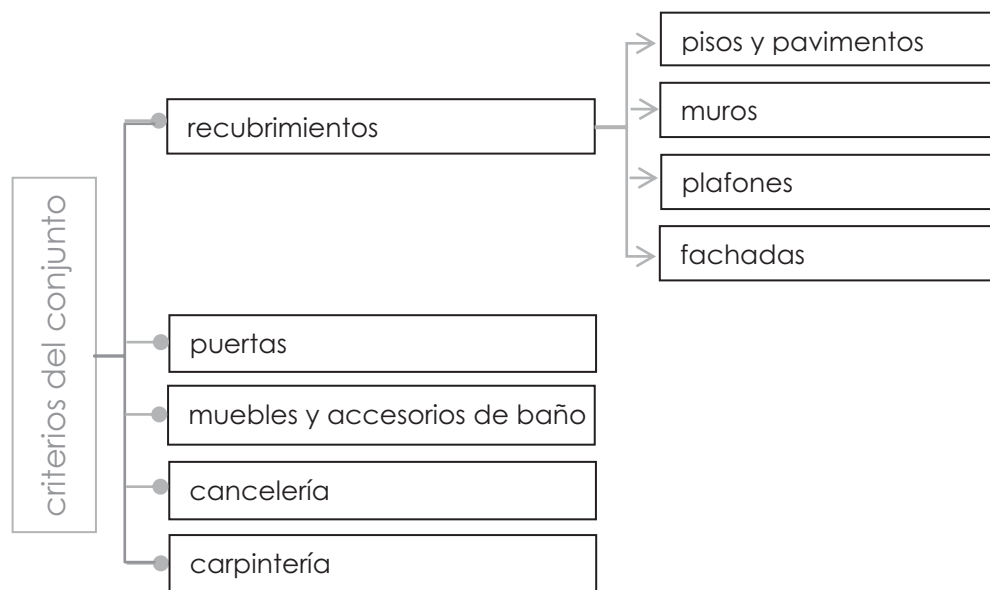 criterios del conjunto
recubrimientos
pisos y pavimentos
muros
plafones
fachadas
puertas
muebles y accesorios de baño
cancelería
carpintería